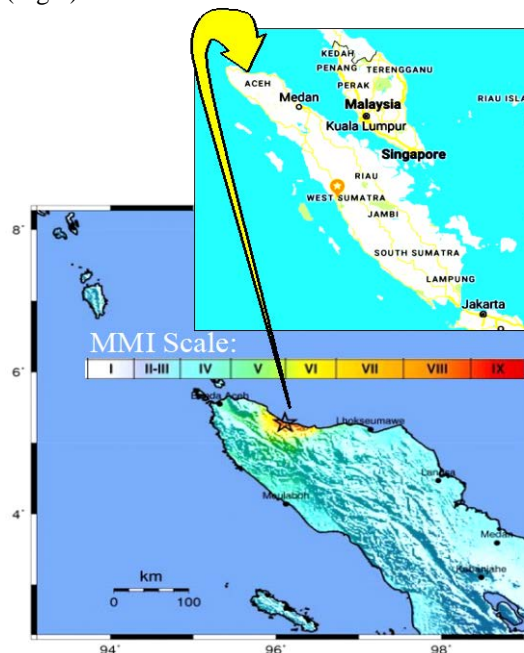 KEDAH
PENANG TERENGGANU
PERAK
ACEH
Medan
Malaysia
Kuala Lumpur
RIAU ISL
Singapore
RIAU
WEST SUMATRA
JAMBI
SOUTH SUMATRA
LAMPUNG
Jakarta
8°
MMI Scale:
I II-III IV V VI VII VIII IX
6°
Banda Aceh
Lhokseumawe
Langsa
Meulaboh
4°
Medan
Kabanjahe
km
0 100
94° 96° 98°